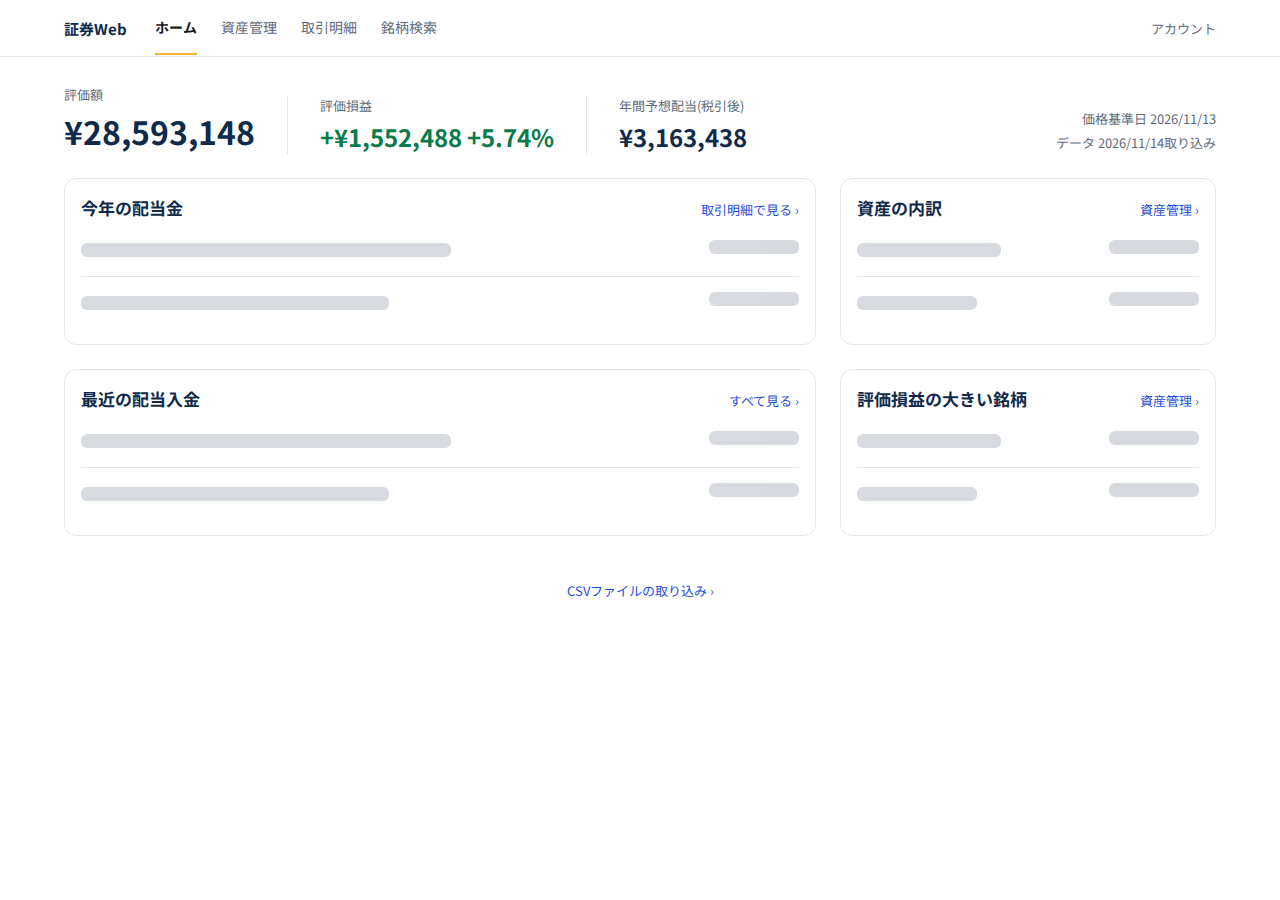 証券Web
ホーム
資産管理
取引明細
銘柄検索
アカウント
評価額
¥28,593,148
評価損益
+¥1,552,488 +5.74%
年間予想配当(税引後)
¥3,163,438
価格基準日 2026/11/13
データ 2026/11/14取り込み
今年の配当金
取引明細で見る ›
資産の内訳
資産管理 ›
最近の配当入金
すべて見る ›
評価損益の大きい銘柄
資産管理 ›
CSVファイルの取り込み ›